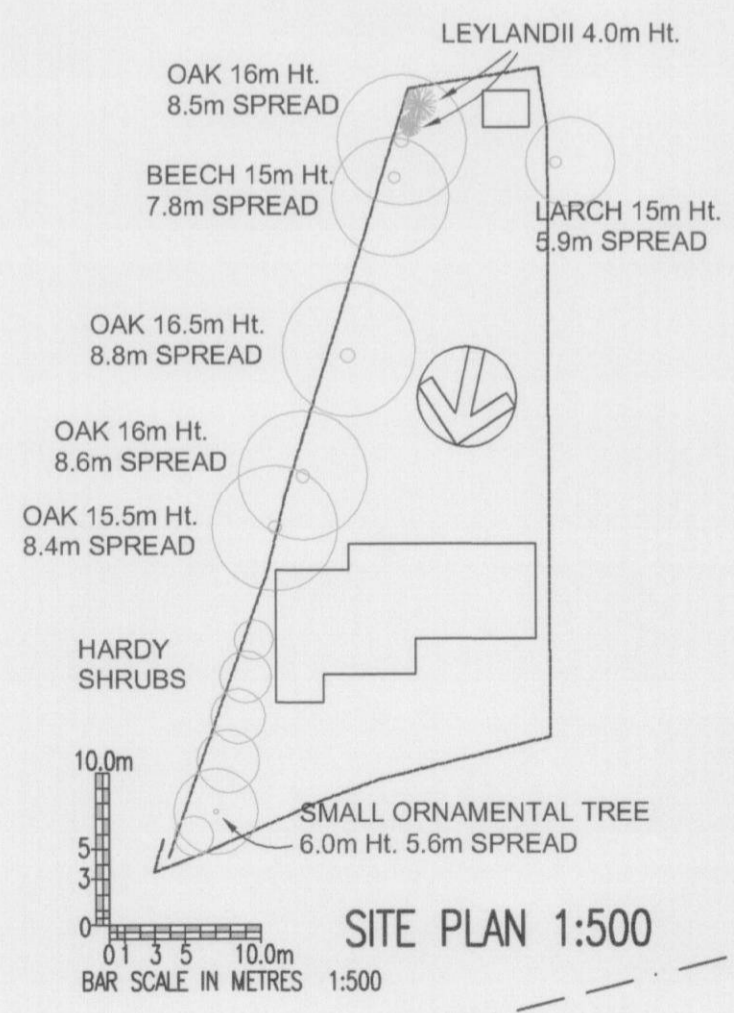 LEYLANDII 4.0m Ht.
OAK 16m Ht.
8.5m SPREAD
BEECH 15m Ht.
7.8m SPREAD
LARCH 15m Ht.
5.9m SPREAD
OAK 16.5m Ht.
8.8m SPREAD
OAK 16m Ht.
8.6m SPREAD
OAK 15.5m Ht.
8.4m SPREAD
HARDY
SHRUBS
10.0m
5
3
0
SMALL ORNAMENTAL TREE
6.0m Ht. 5.6m SPREAD
0 1 3 5 10.0m
BAR SCALE IN METRES 1:500
SITE PLAN 1:500